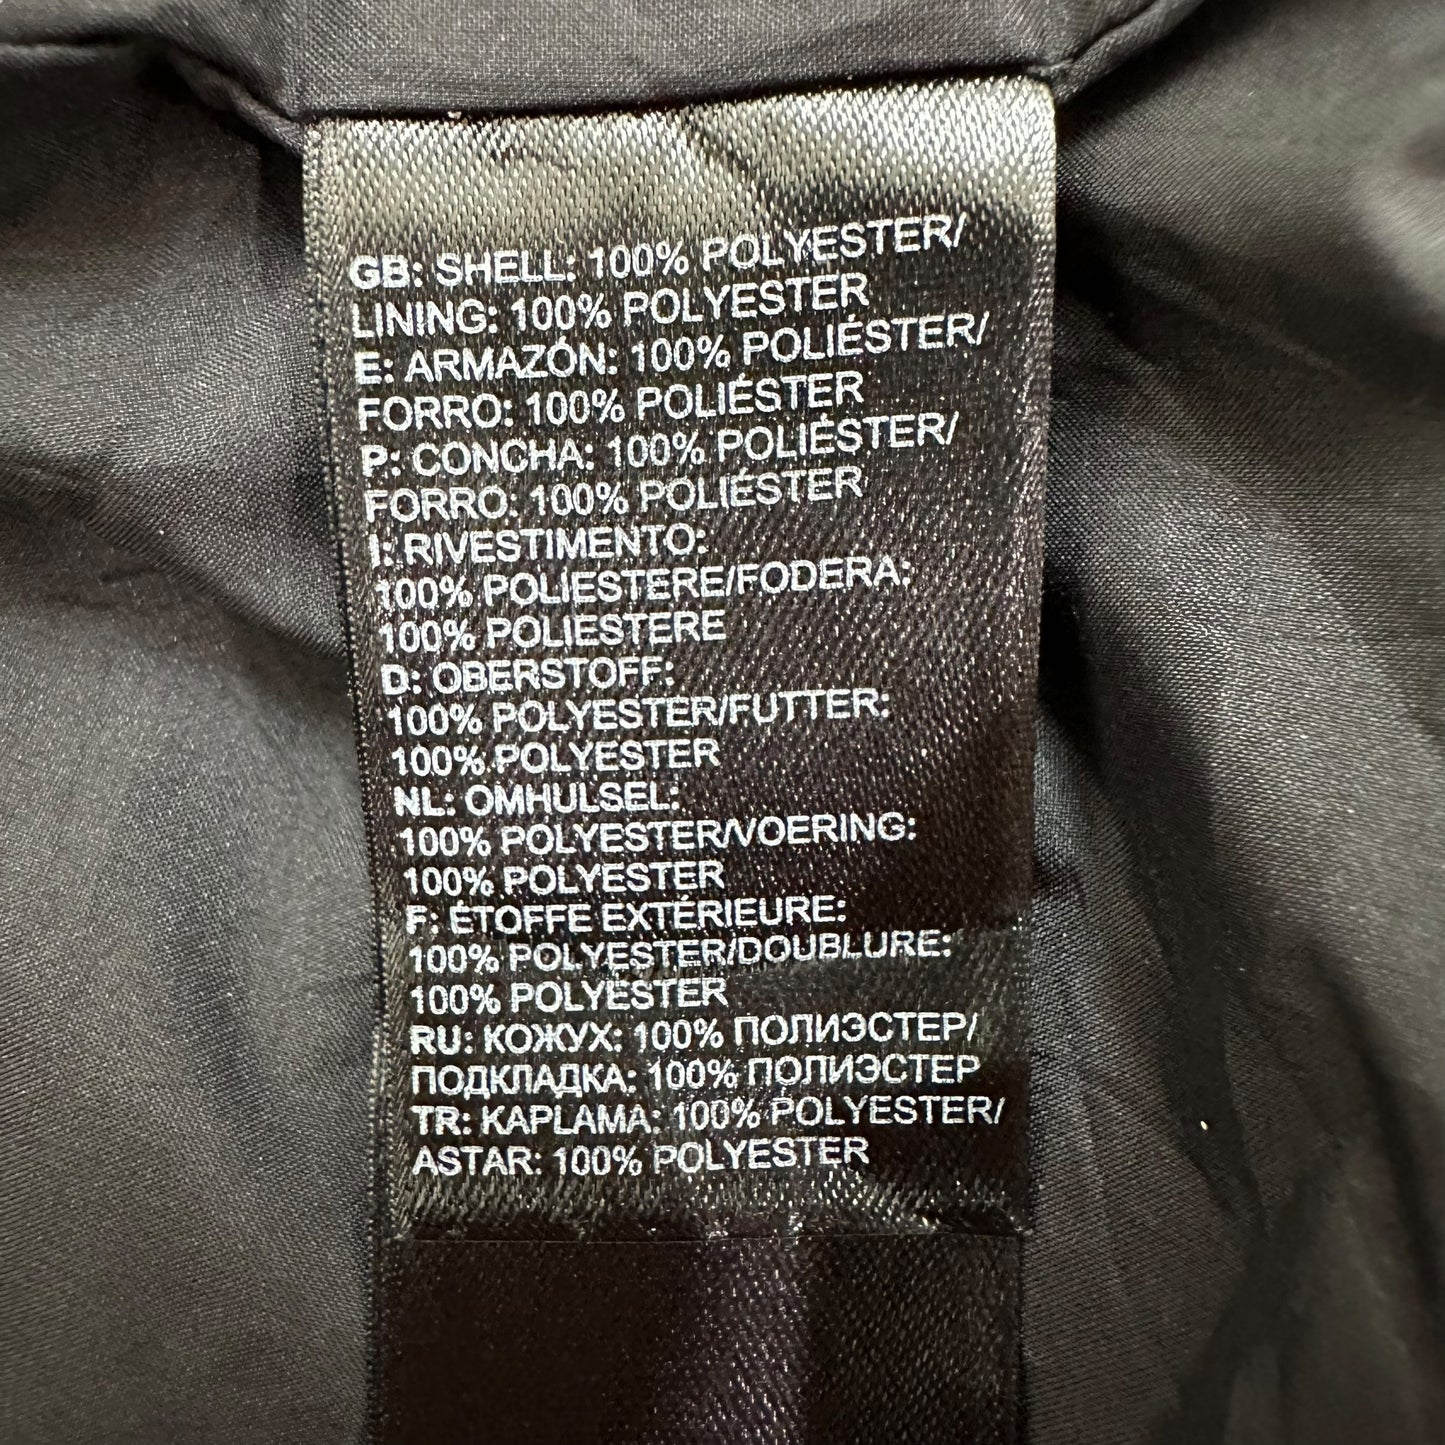 GB: SHELL: 100% POLYESTER/
LINING: 100% POLYESTER
E: ARMAZÓN: 100% POLIÉSTER/
FORRO: 100% POLIÉSTER
P: CONCHA: 100% POLIÉSTER/
FORRO: 100% POLIÉSTER
I: RIVESTIMENTO:
100% POLIESTERE/FODERA:
100% POLIESTERE
D: OBERSTOFF:
100% POLYESTER/FUTTER:
100% POLYESTER
NL: OMHULSEL:
100% POLYESTER/VOERING:
100% POLYESTER
F: ÉTOFFE EXTÉRIEURE:
100% POLYESTER/DOUBLURE:
100% POLYESTER
RU: КОЖУХ: 100% ПОЛИЭСТЕР/
ПОДКЛАДКА: 100% ПОЛИЭСТЕР
TR: KAPLAMA: 100% POLYESTER/
ASTAR: 100% POLYESTER